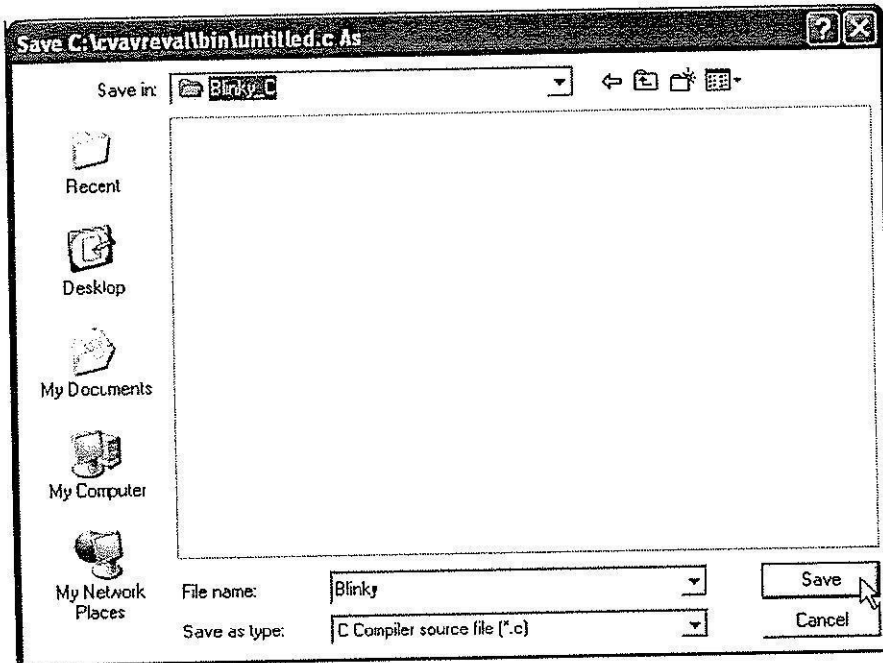 Save C:\cvavreval\bin\untitled.c As
Save in: Blinky_C
Recent
Desktop
My Documents
My Computer
My Network
Places
File name: Blinky
Save
Save as type: C Compiler source file (*.c)
Cancel